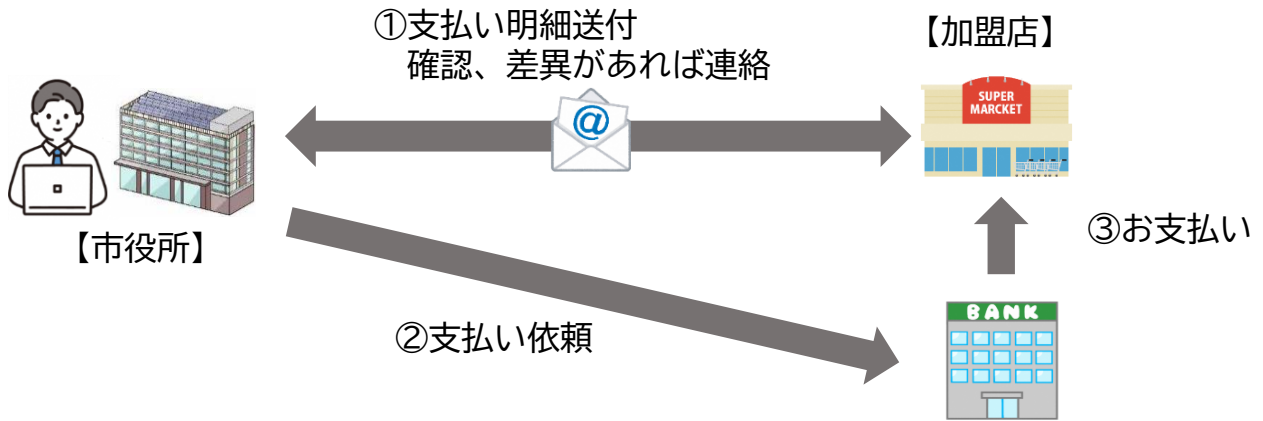 ①支払い明細送付
確認、差異があれば連絡
【加盟店】
SUPER
MARCKET
@
【市役所】
③お支払い
BANK
②支払い依頼